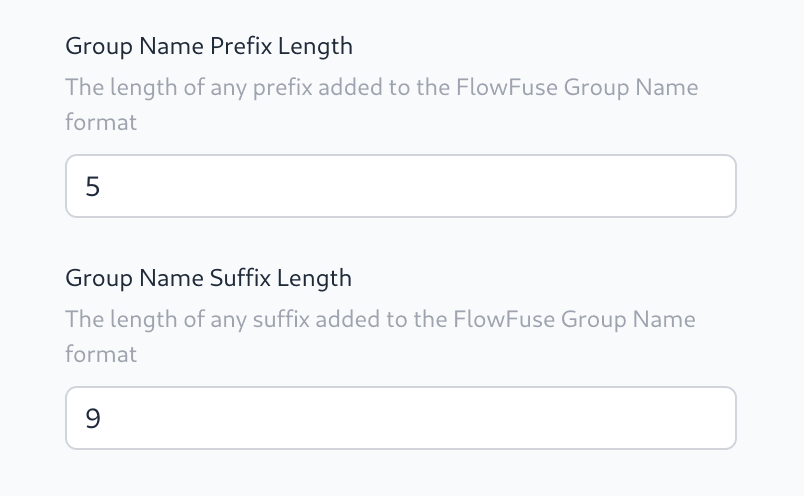 Group Name Prefix Length
The length of any prefix added to the FlowFuse Group Name
format
5
Group Name Suffix Length
The length of any suffix added to the FlowFuse Group Name
format
9